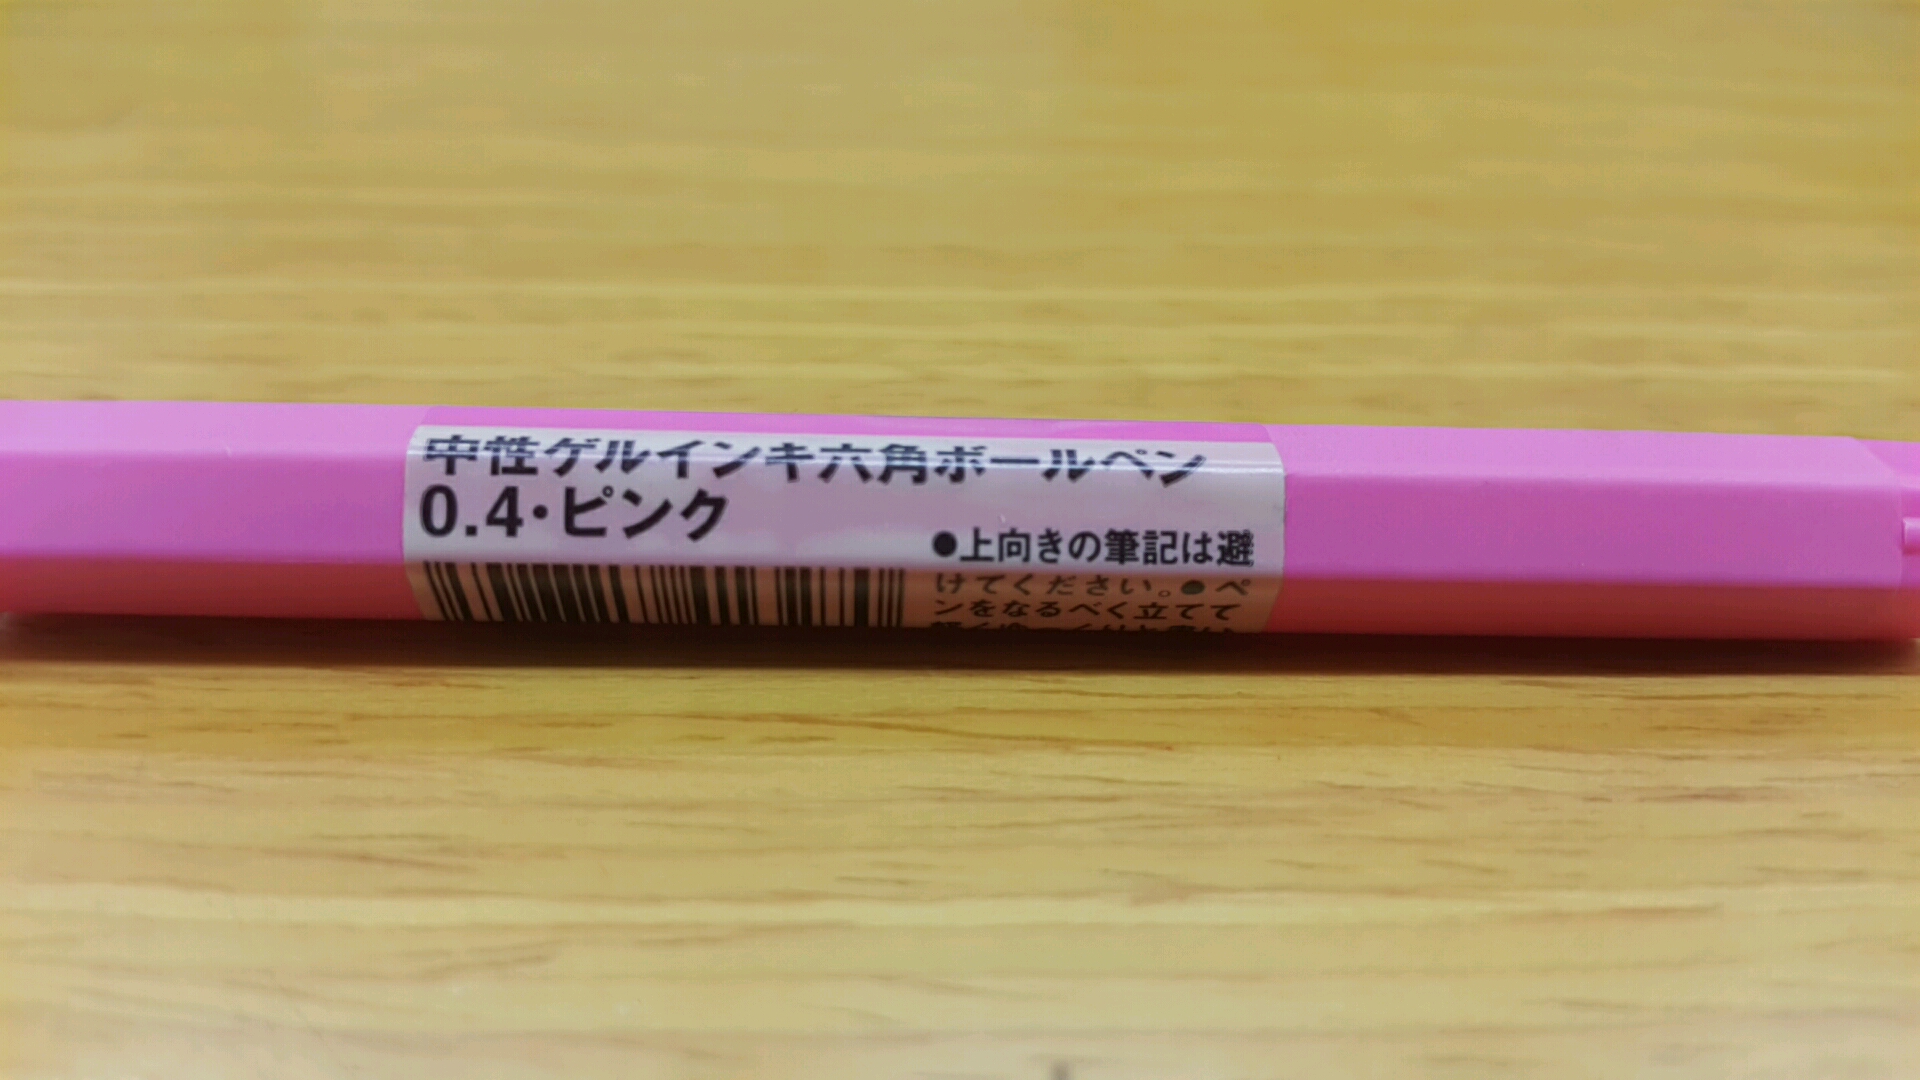 中性ゲルインキ六角ボールペン
0.4・ピンク
●上向きの筆記は避
けてください。●ペ
ンをなるべく立てて